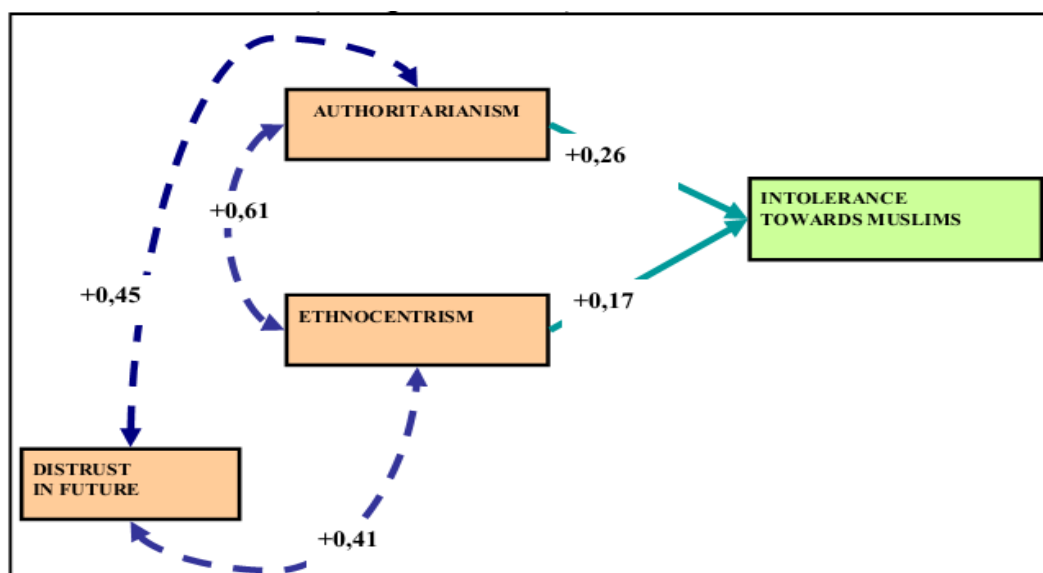 AUTHORITARIANISM
+0,26
INTOLERANCE
TOWARDS MUSLIMS
+0,61
+0,45
+0,17
ETHNOCENTRISM
DISTRUST
IN FUTURE
+0,41